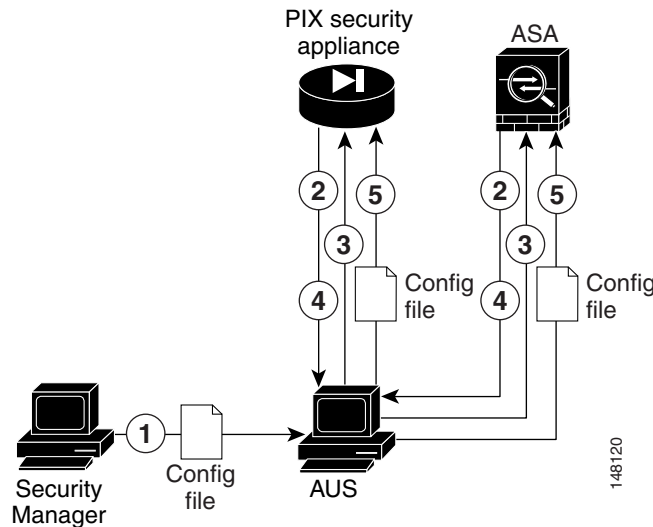 PIX security
appliance
ASA
2
5
2
5
3
3
4
Config
file
4
Config
file
1
Config
file
Security
Manager
AUS
148120